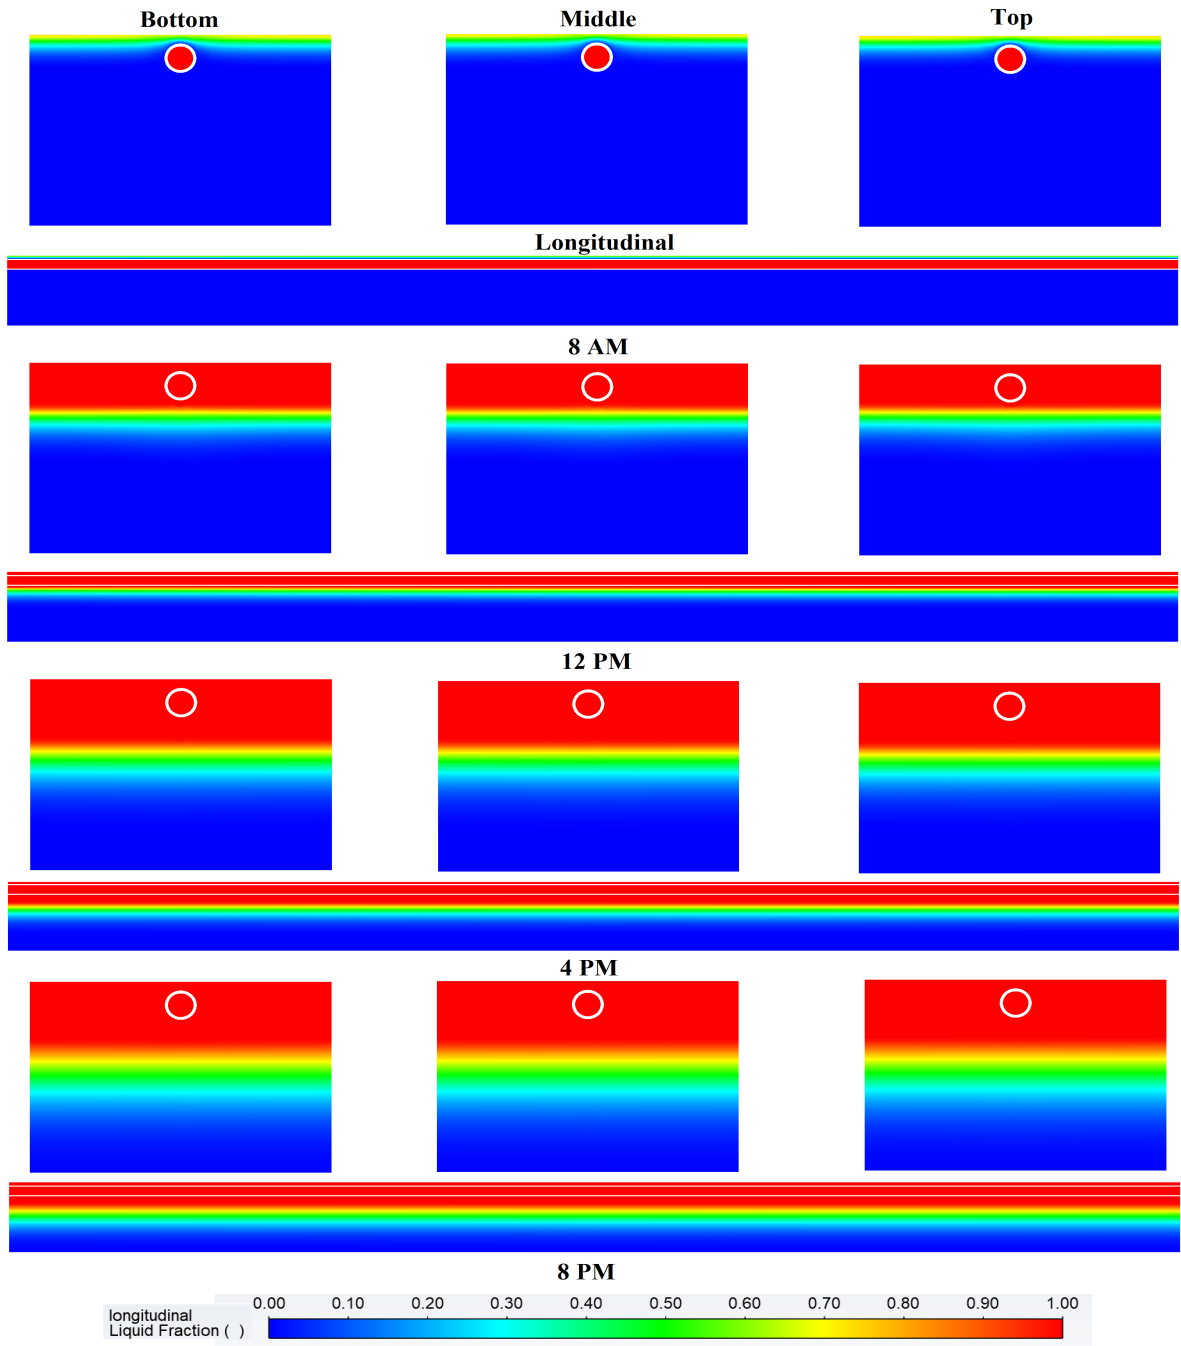 Bottom
Middle
Top
Longitudinal
8 AM
12 PM
4 PM
8 PM
0.00 0.10 0.20 0.30 0.40 0.50 0.60 0.70 0.80 0.90 1.00
longitudinal
Liquid Fraction ( )